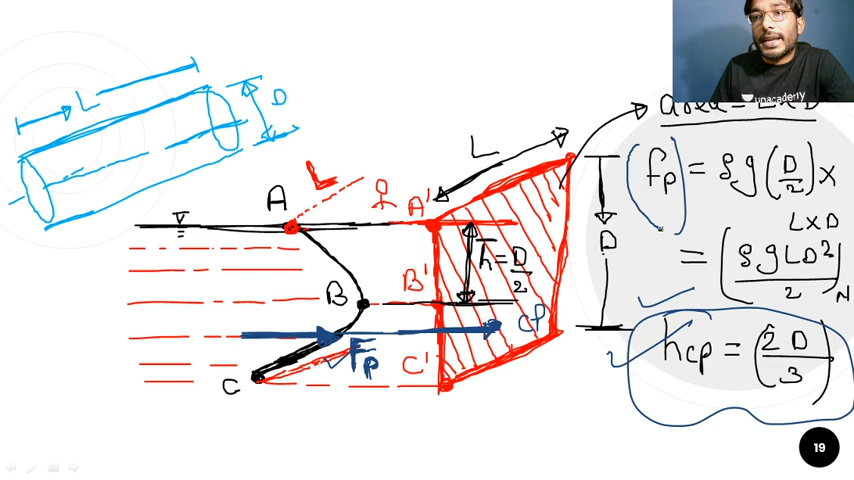 area = L x D
L
D
L
L
A
A'
fp = ρg(D/2) x
L x D
D
h̄ = D/2
B
B'
= (ρgLD²/2)N
CP
Fp
hcp = (2D/3)
C
C'
unacademy
19